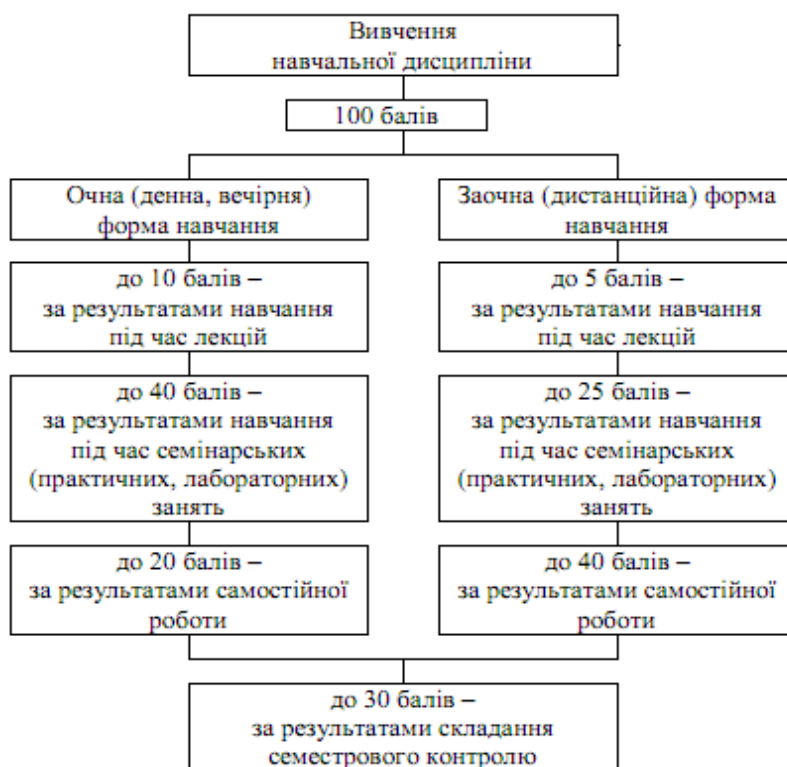 Вивчення
навчальної дисципліни
100 балів
Очна (денна, вечірня)
форма навчання
Заочна (дистанційна) форма
навчання
до 10 балів –
за результатами навчання
під час лекцій
до 5 балів –
за результатами навчання
під час лекцій
до 40 балів –
за результатами навчання
під час семінарських
(практичних, лабораторних)
занять
до 25 балів –
за результатами навчання
під час семінарських
(практичних, лабораторних)
занять
до 20 балів –
за результатами самостійної
роботи
до 40 балів –
за результатами самостійної
роботи
до 30 балів –
за результатами складання
семестрового контролю